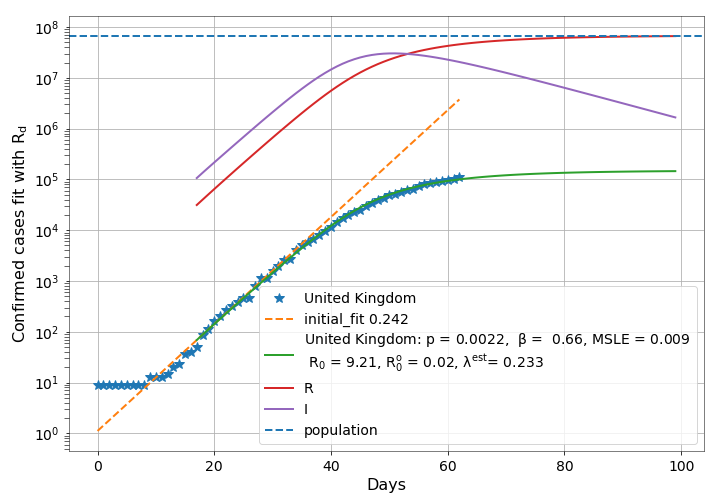 10⁸
10⁷
10⁶
10⁵
10⁴
10³
10²
10¹
10⁰
Confirmed cases fit with R_d
United Kingdom
initial_fit 0.242
United Kingdom: p = 0.0022, β = 0.66, MSLE = 0.009
R₀ = 9.21, R₀ᵒ = 0.02, λᵉˢᵗ= 0.233
R
I
population
0 20 40 60 80 100
Days